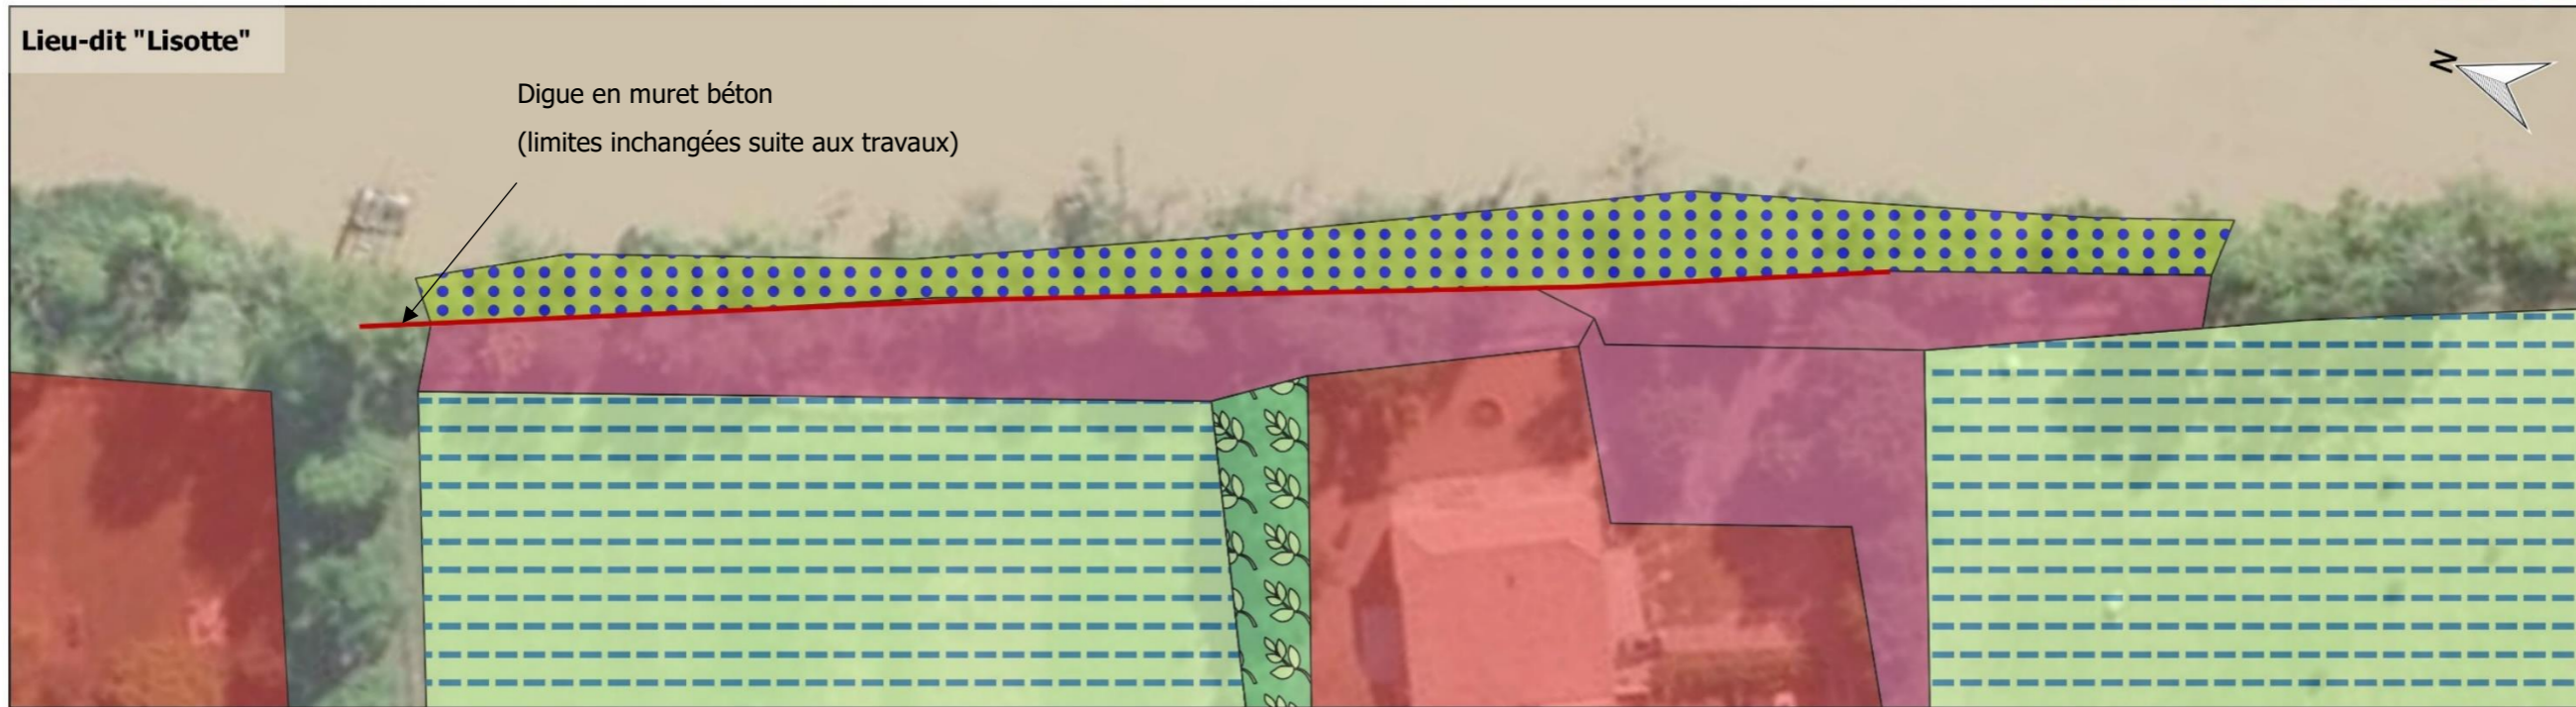 Lieu-dit "Lisotte"
Digue en muret béton
(limites inchangées suite aux travaux)
N